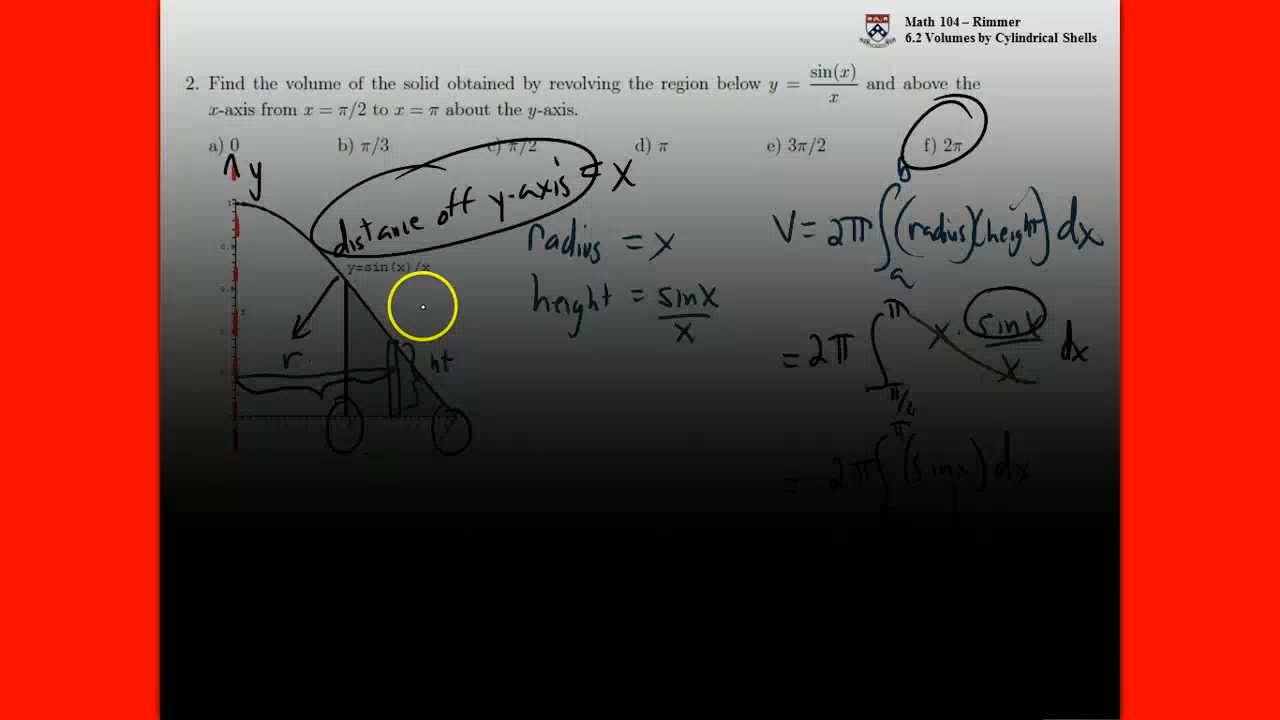 Math 104 – Rimmer
6.2 Volumes by Cylindrical Shells
2. Find the volume of the solid obtained by revolving the region below y = sin(x)/x and above the
x-axis from x = π/2 to x = π about the y-axis.
a) 0 b) π/3 c) π/2 d) π e) 3π/2 f) 2π
y
distance off y-axis = x
radius = x
height = sinx/x
y=sin(x)/x
r
ht
V = 2π ∫_a^b (radius)(height) dx
= 2π ∫_{π/2}^π x · sinx/x dx
= 2π ∫^π (sinx) dx